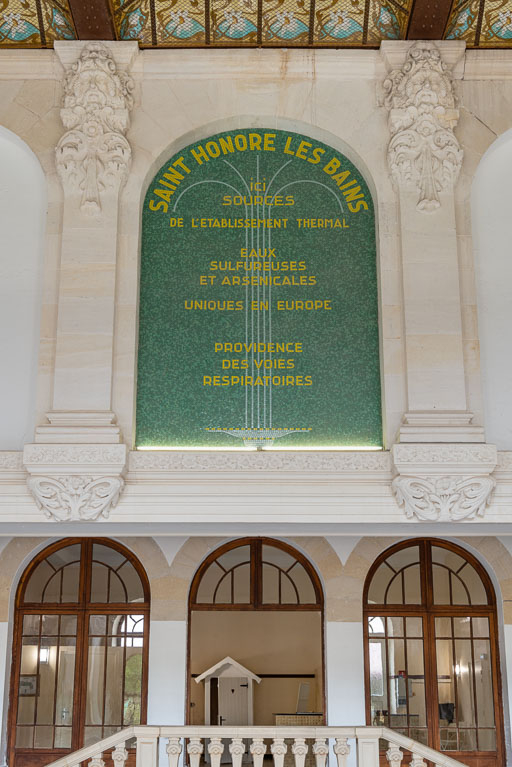 SAINT HONORE LES BAINS
ICI
SOURCES
DE L'ETABLISSEMENT THERMAL
EAUX
SULFUREUSES
ET ARSENICALES
UNIQUES EN EUROPE
PROVIDENCE
DES VOIES
RESPIRATOIRES